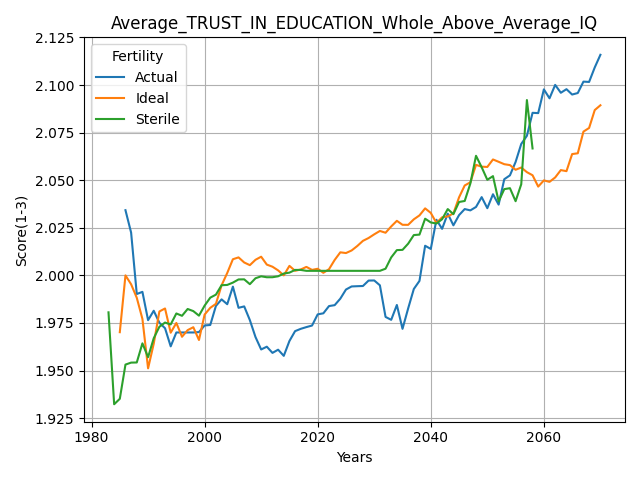 Average_TRUST_IN_EDUCATION_Whole_Above_Average_IQ
Fertility
Actual
Ideal
Sterile
2.125
2.100
2.075
2.050
2.025
2.000
1.975
1.950
1.925
Score(1-3)
1980
2000
2020
2040
2060
Years